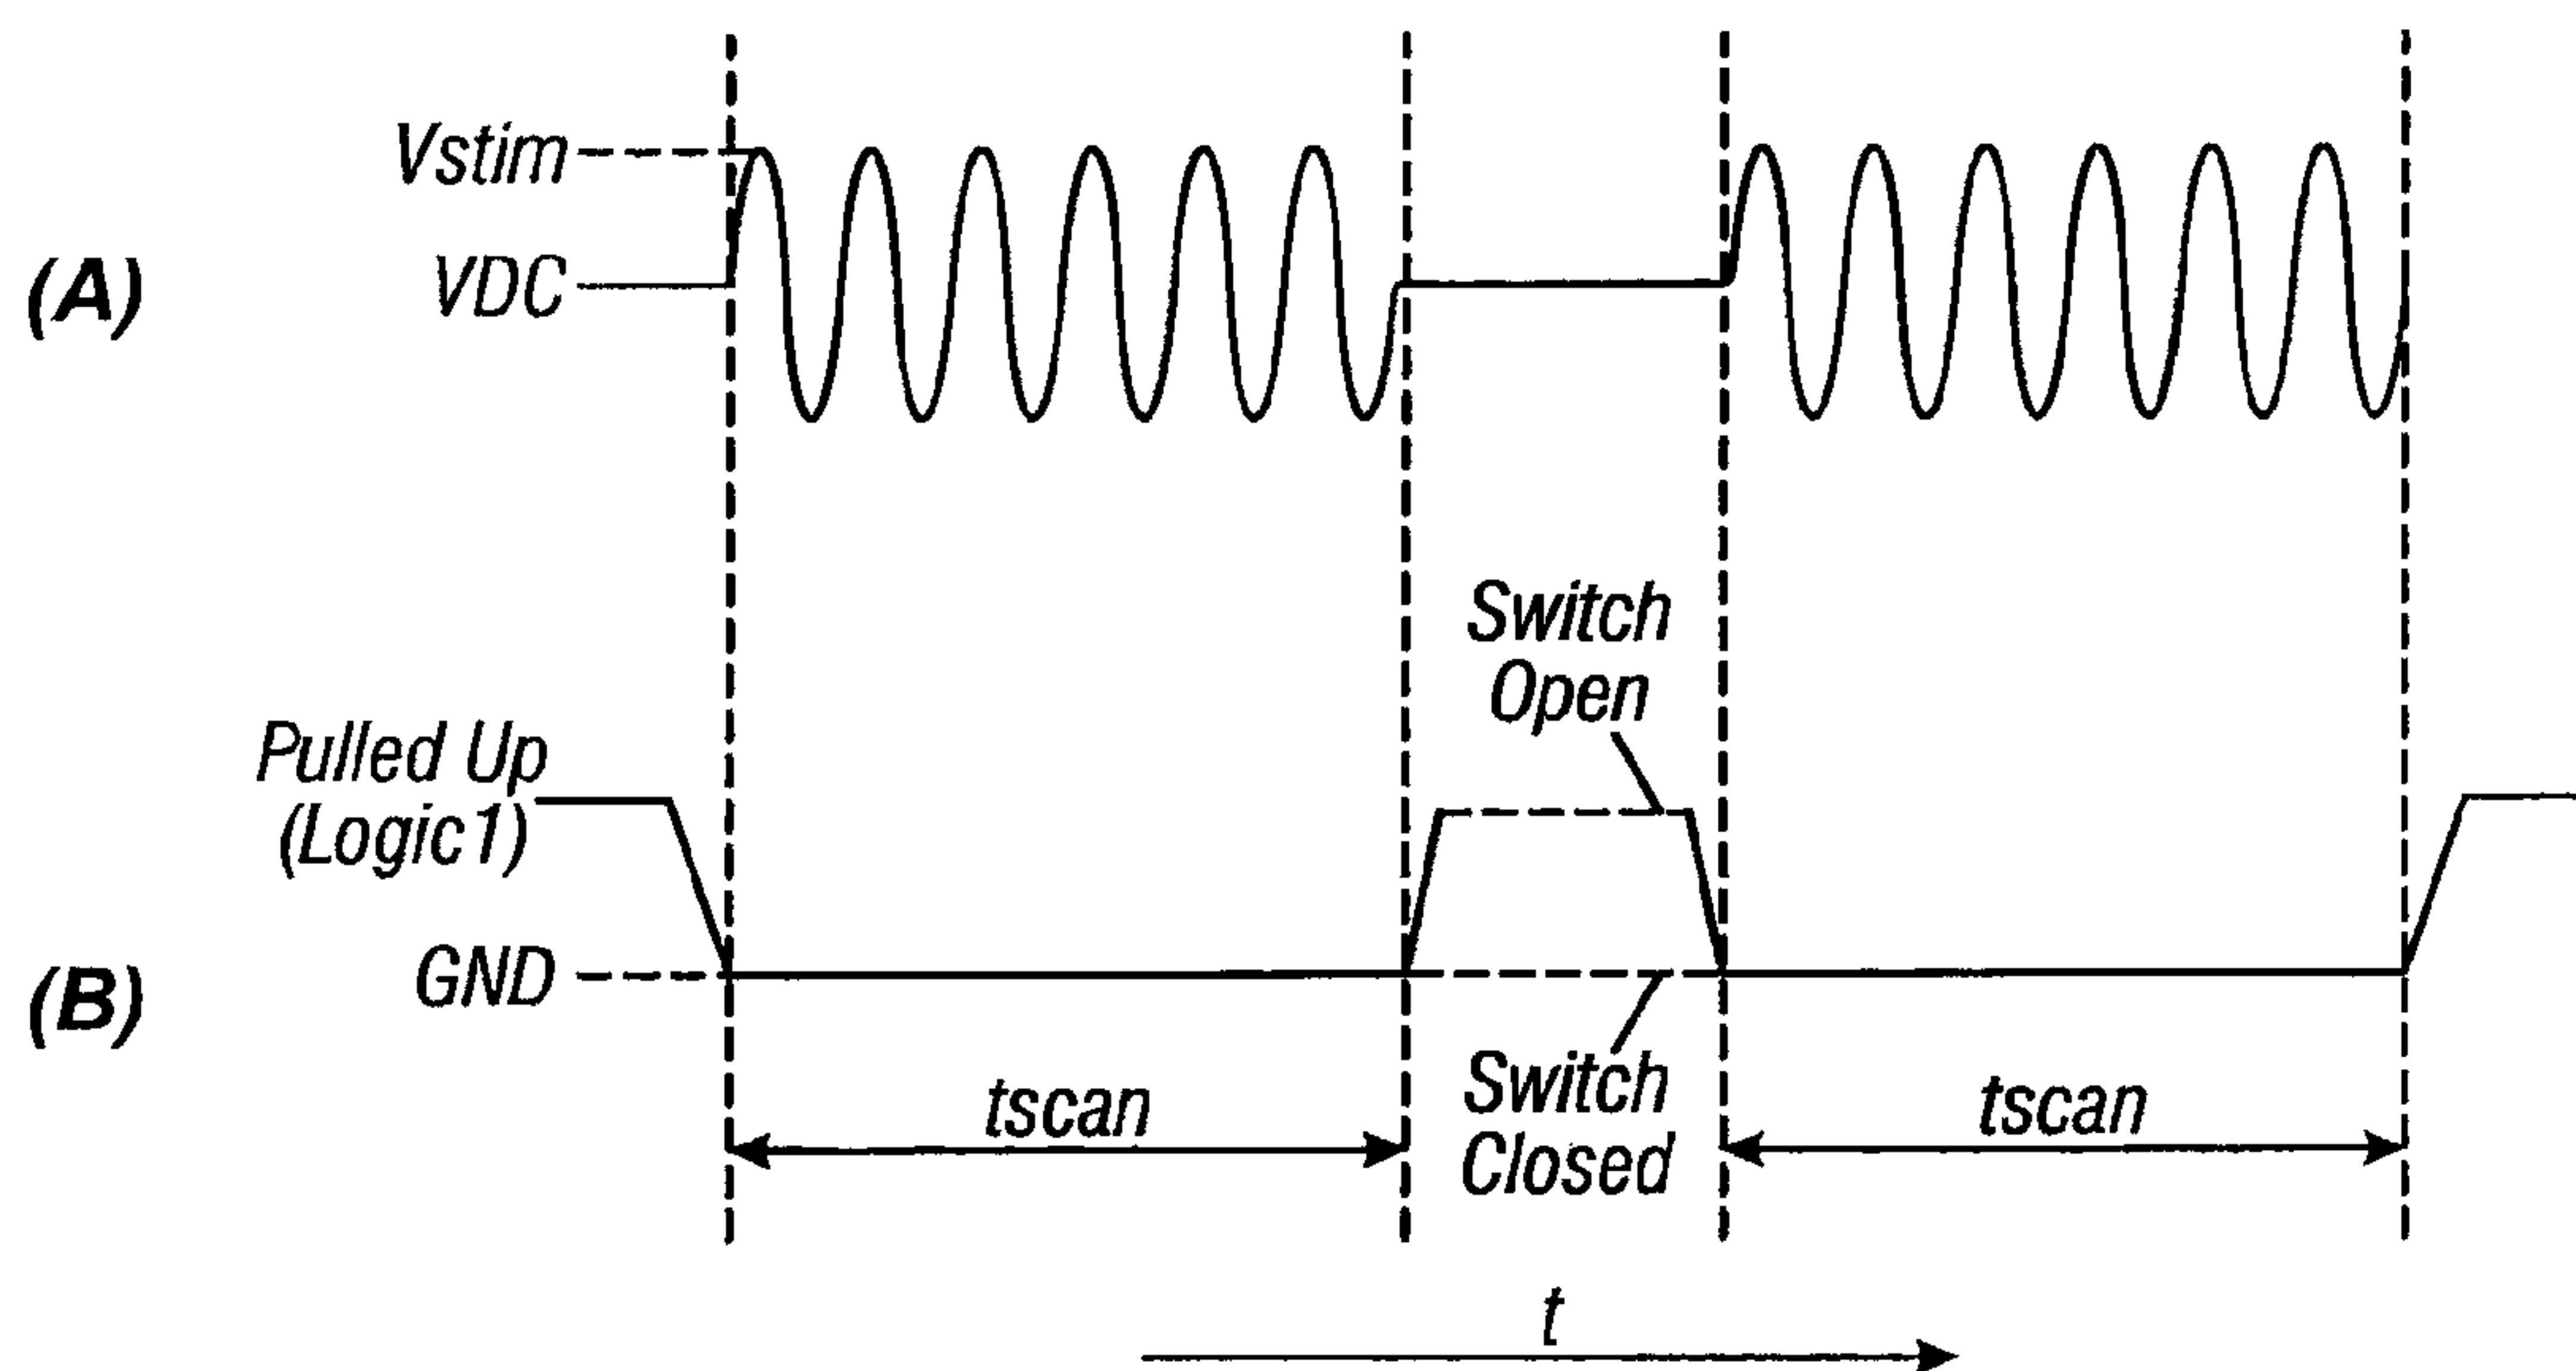 Vstim
(A)
VDC
Switch
Open
Pulled Up
(Logic1)
(B)
GND
Switch
Closed
tscan
tscan
t